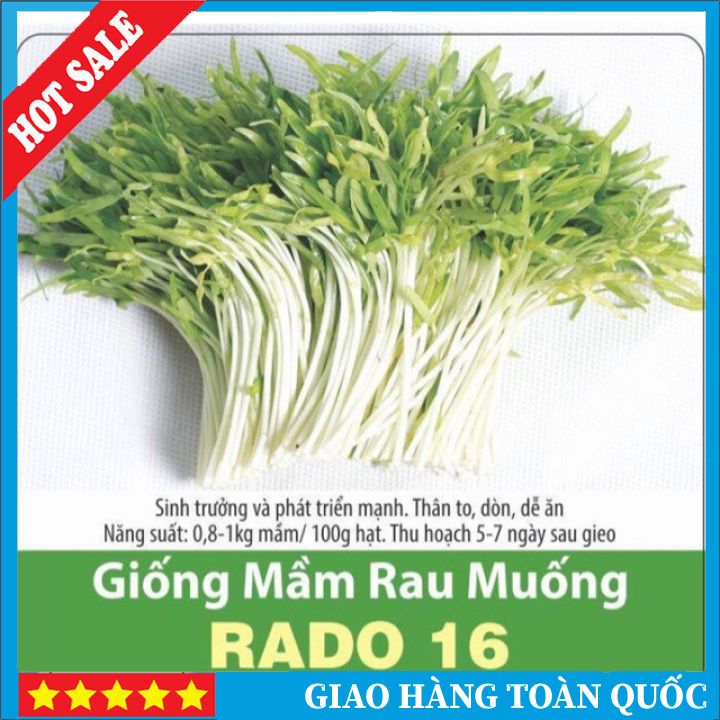 HOT SALE
Sinh trưởng và phát triển mạnh. Thân to, dòn, dễ ăn
Năng suất: 0,8-1kg mầm/ 100g hạt. Thu hoạch 5-7 ngày sau gieo
Giống Mầm Rau Muống
RADO 16
GIAO HÀNG TOÀN QUỐC